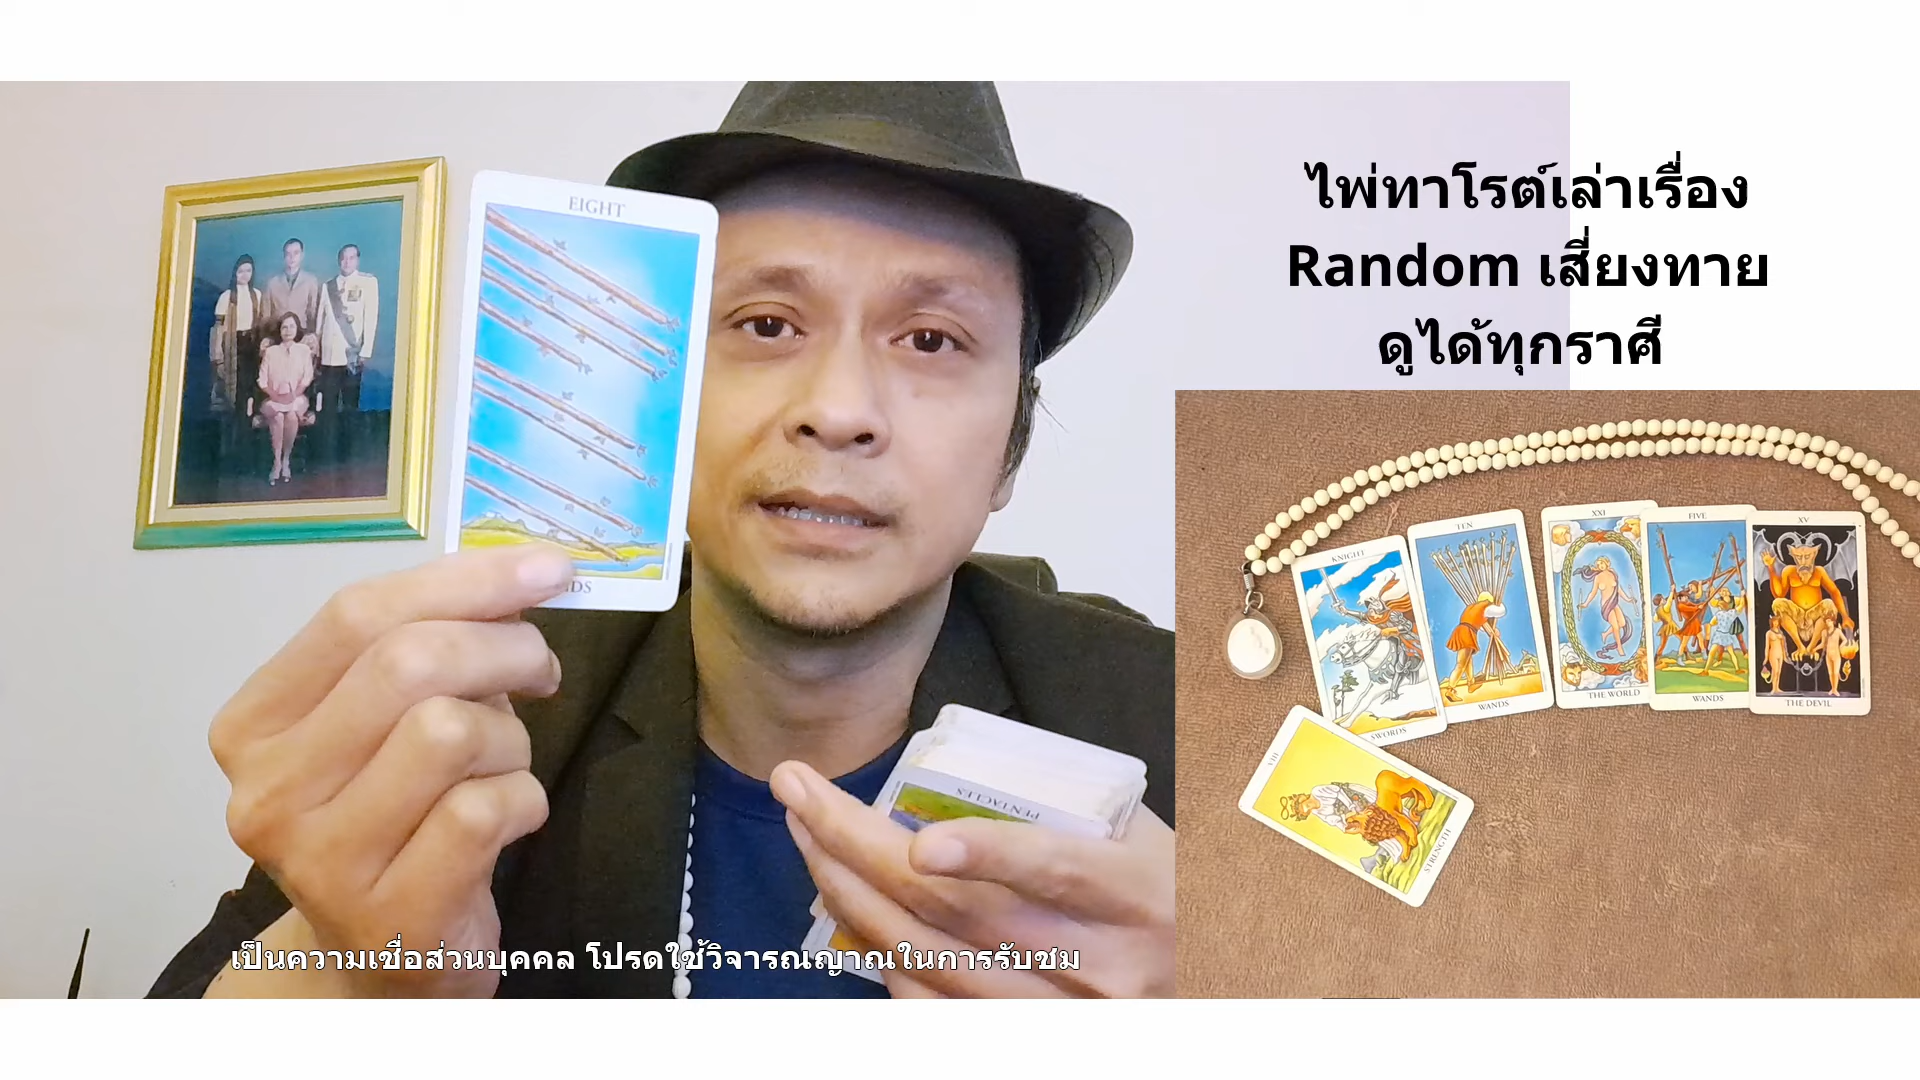 ไพ่ทาโรต์เล่าเรื่อง
Random เสี่ยงทาย
ดูได้ทุกราศี
EIGHT
PENTACLES
KNIGHT
SWORDS
TEN
WANDS
XXI
THE WORLD
FIVE
WANDS
XV
THE DEVIL
VIII
STRENGTH
เป็นความเชื่อส่วนบุคคล โปรดใช้วิจารณญาณในการรับชม